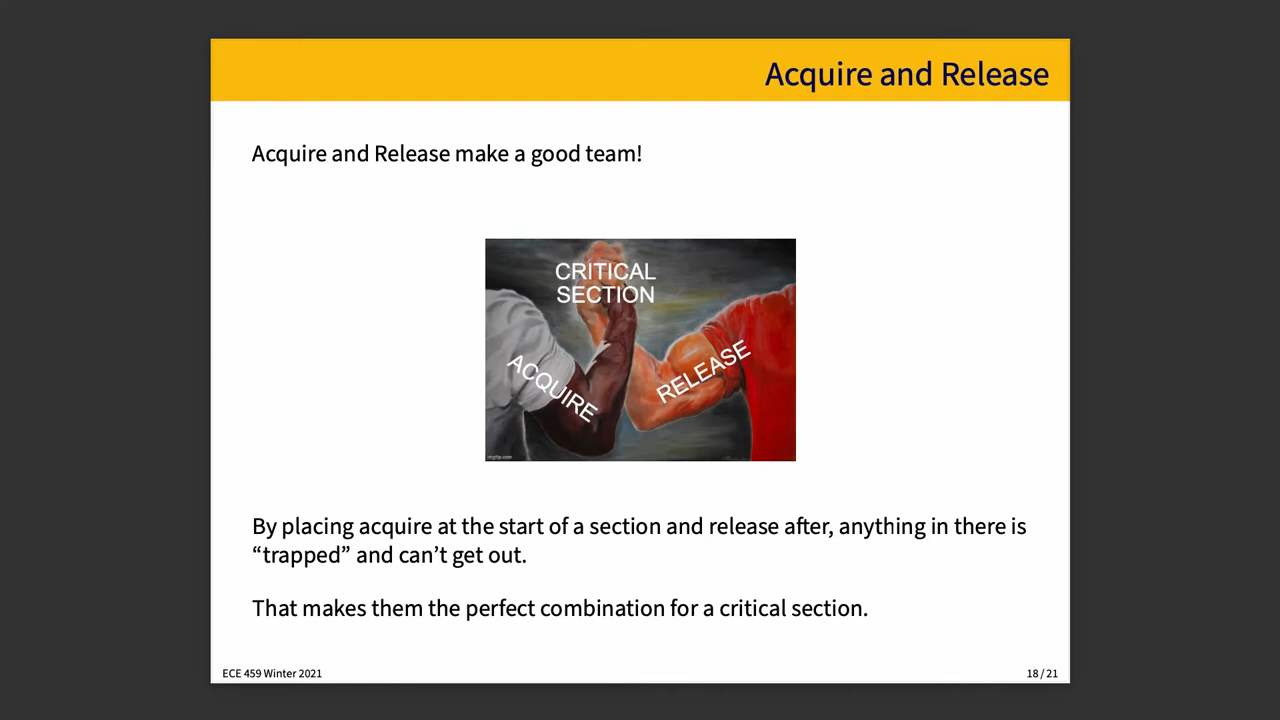 Acquire and Release
Acquire and Release make a good team!
CRITICAL
SECTION
ACQUIRE
RELEASE
imgflip.com
By placing acquire at the start of a section and release after, anything in there is
“trapped” and can’t get out.
That makes them the perfect combination for a critical section.
ECE 459 Winter 2021
18 / 21